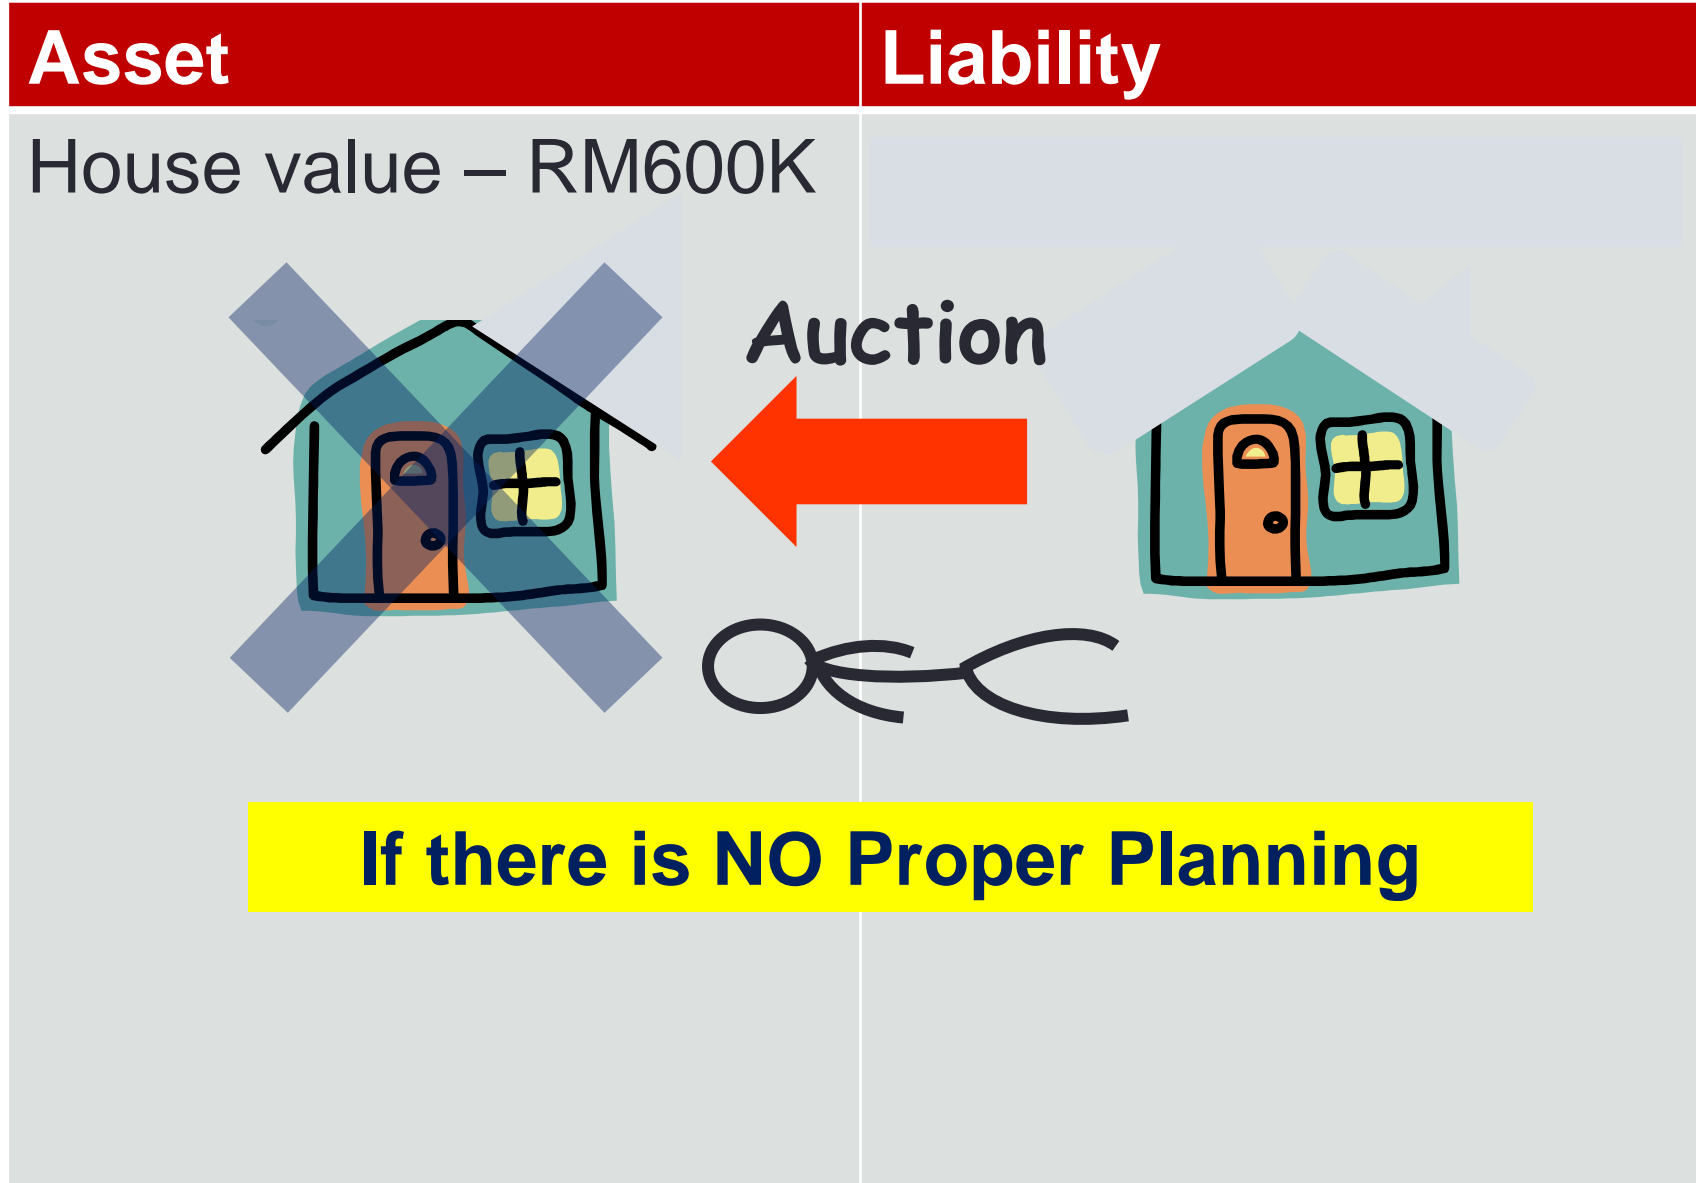 Asset
Liability
House value – RM600K
Auction
If there is NO Proper Planning